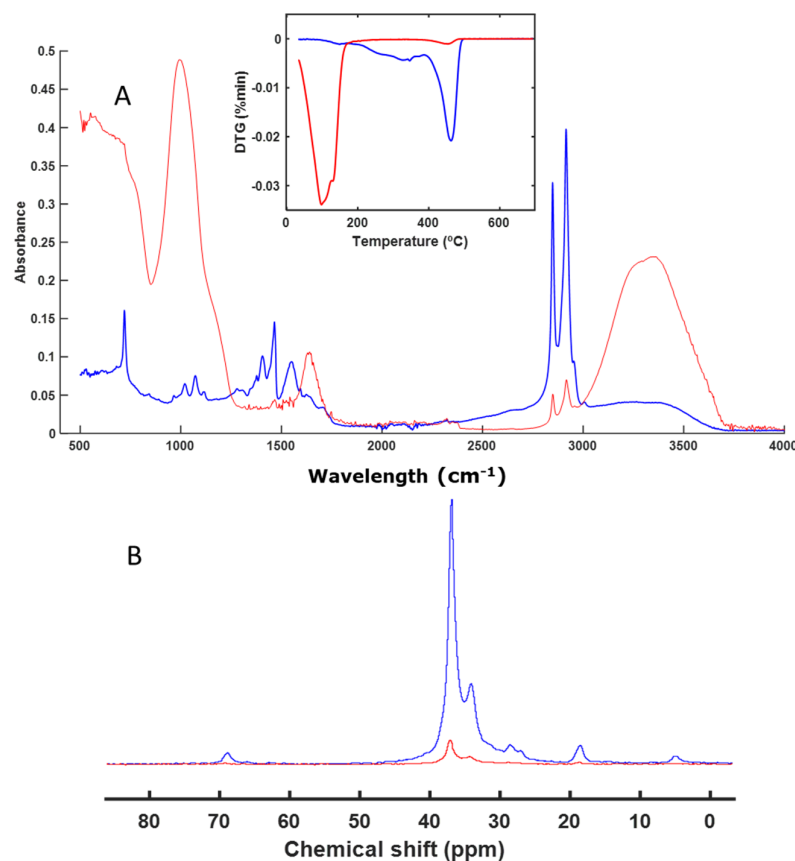 A
0.5
0.45
0.4
0.35
0.3
0.25
0.2
0.15
0.1
0.05
0
Absorbance
500 1000 1500 2000 2500 3000 3500 4000
Wavelength (cm-1)
0
-0.01
-0.02
-0.03
DTG (%min)
0 200 400 600
Temperature (ºC)
B
80 70 60 50 40 30 20 10 0
Chemical shift (ppm)